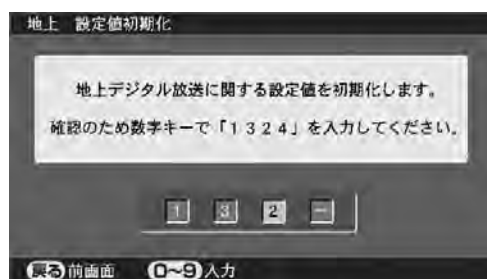 地上 設定値初期化
地上デジタル放送に関する設定値を初期化します。
確認のため数字キーで「1324」を入力してください。
1 3 2 −
戻る 前画面 0~9 入力